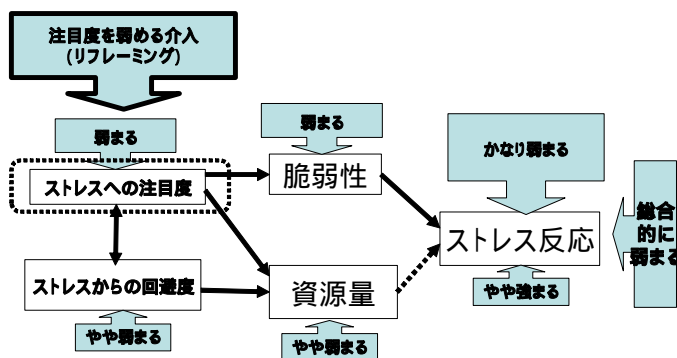 注目度を弱める介入
(リフレーミング)
弱まる
弱まる
かなり弱まる
ストレスへの注目度
脆弱性
ストレス反応
総合
的に
弱まる
ストレスからの回避度
資源量
やや強まる
やや弱まる
やや弱まる